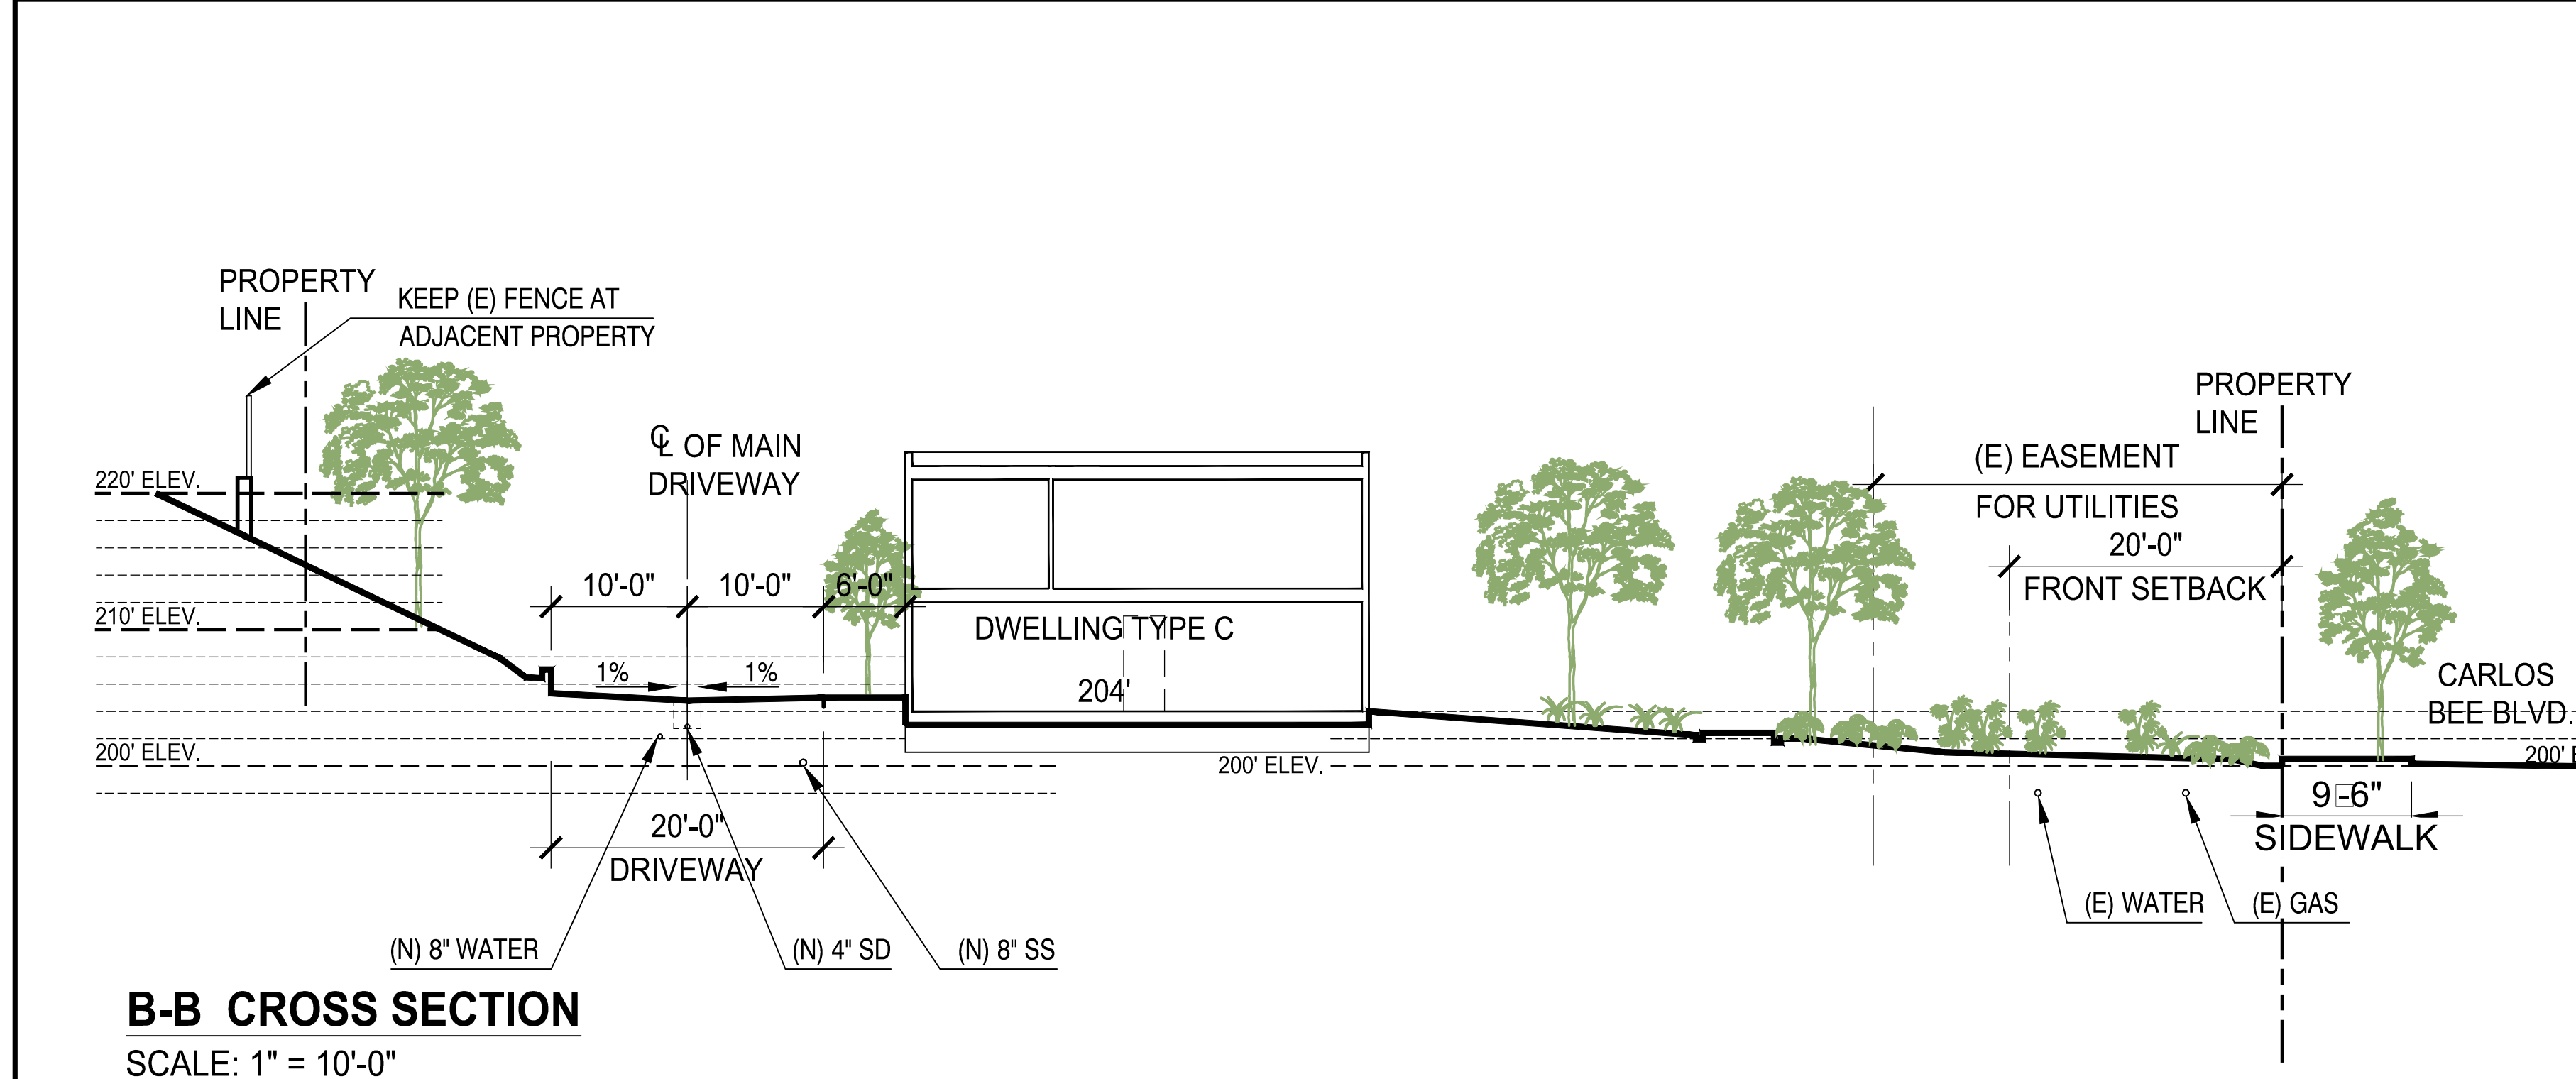 PROPERTY
LINE
KEEP (E) FENCE AT
ADJACENT PROPERTY
℄ OF MAIN
DRIVEWAY
220' ELEV.
210' ELEV.
200' ELEV.
10'-0"
10'-0"
6'-0"
1%
1%
DWELLING TYPE C
204'
200' ELEV.
PROPERTY
LINE
(E) EASEMENT
FOR UTILITIES
20'-0"
FRONT SETBACK
CARLOS
BEE BLVD.
200' E
9□-6"
SIDEWALK
20'-0"
DRIVEWAY
(E) WATER
(E) GAS
(N) 8" WATER
(N) 4" SD
(N) 8" SS
B-B CROSS SECTION
SCALE: 1" = 10'-0"